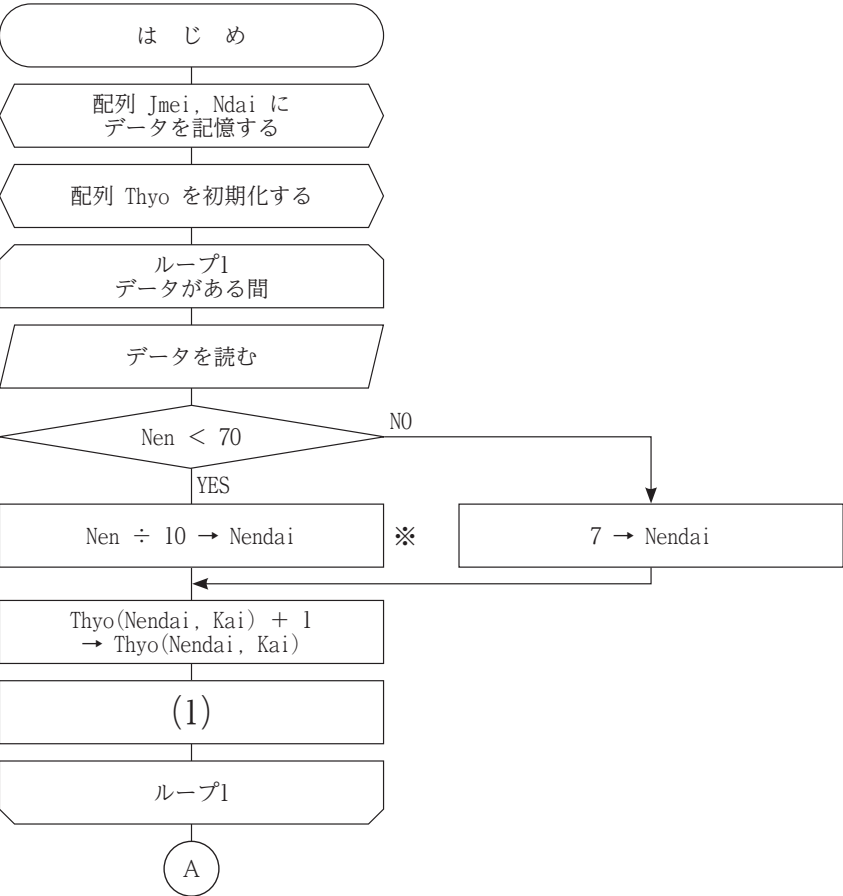 は じ め
配列 Jmei, Ndai に
データを記憶する
配列 Thyo を初期化する
ループ1
データがある間
データを読む
Nen < 70
NO
YES
Nen ÷ 10 → Nendai
※
7 → Nendai
Thyo(Nendai, Kai) + 1
→ Thyo(Nendai, Kai)
(1)
ループ1
A